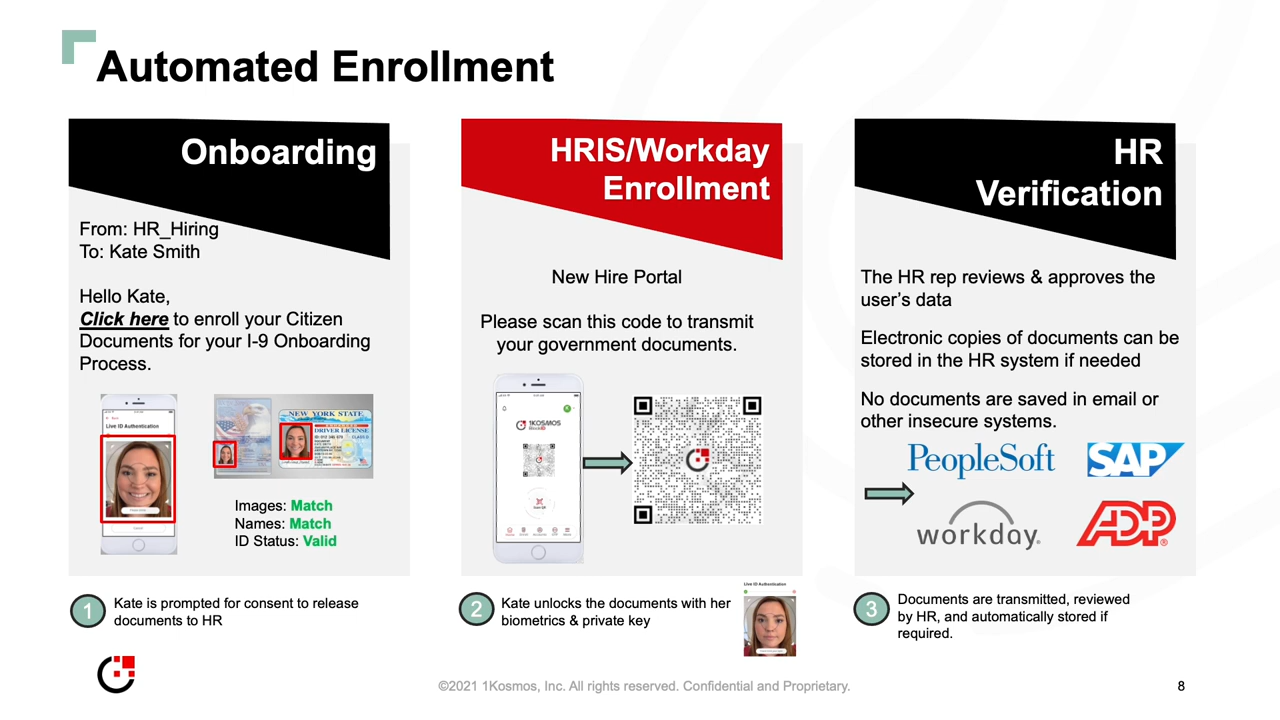 Automated Enrollment
Onboarding
From: HR_Hiring
To: Kate Smith
Hello Kate,
Click here to enroll your Citizen
Documents for your I-9 Onboarding
Process.
Live ID Authentication
NEW YORK STATE
DRIVER LICENSE
Images: Match
Names: Match
ID Status: Valid
1
Kate is prompted for consent to release
documents to HR
HRIS/Workday
Enrollment
New Hire Portal
Please scan this code to transmit
your government documents.
1KOSMOS
2
Kate unlocks the documents with her
biometrics & private key
Live ID Authentication
HR
Verification
The HR rep reviews & approves the
user's data
Electronic copies of documents can be
stored in the HR system if needed
No documents are saved in email or
other insecure systems.
PeopleSoft
SAP
workday.
ADP
3
Documents are transmitted, reviewed
by HR, and automatically stored if
required.
©2021 1Kosmos, Inc. All rights reserved. Confidential and Proprietary.
8